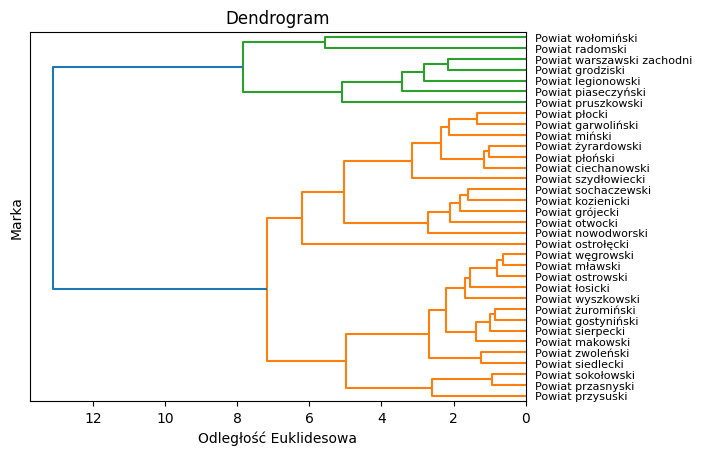 Dendrogram
Powiat wołomiński
Powiat radomski
Powiat warszawski zachodni
Powiat grodziski
Powiat legionowski
Powiat piaseczyński
Powiat pruszkowski
Powiat płocki
Powiat garwoliński
Powiat miński
Powiat żyrardowski
Powiat płoński
Powiat ciechanowski
Powiat szydłowiecki
Powiat sochaczewski
Powiat kozienicki
Powiat grójecki
Powiat otwocki
Powiat nowodworski
Powiat ostrołęcki
Powiat węgrowski
Powiat mławski
Powiat ostrowski
Powiat łosicki
Powiat wyszkowski
Powiat żuromiński
Powiat gostyniński
Powiat sierpecki
Powiat makowski
Powiat zwoleński
Powiat siedlecki
Powiat sokołowski
Powiat przasnyski
Powiat przysuski
Marka
12 10 8 6 4 2 0
Odległość Euklidesowa